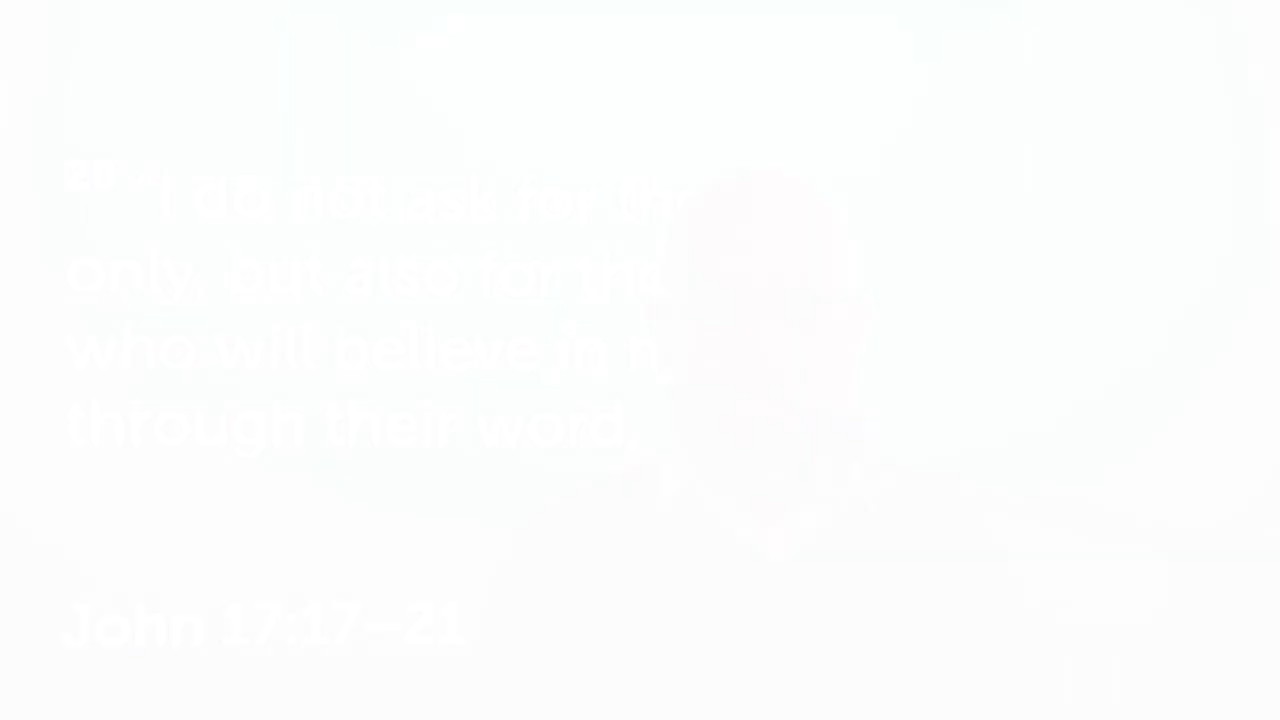 20 "I do not ask for
only, but also for
who will believe in
through their word,
John 17:17–21